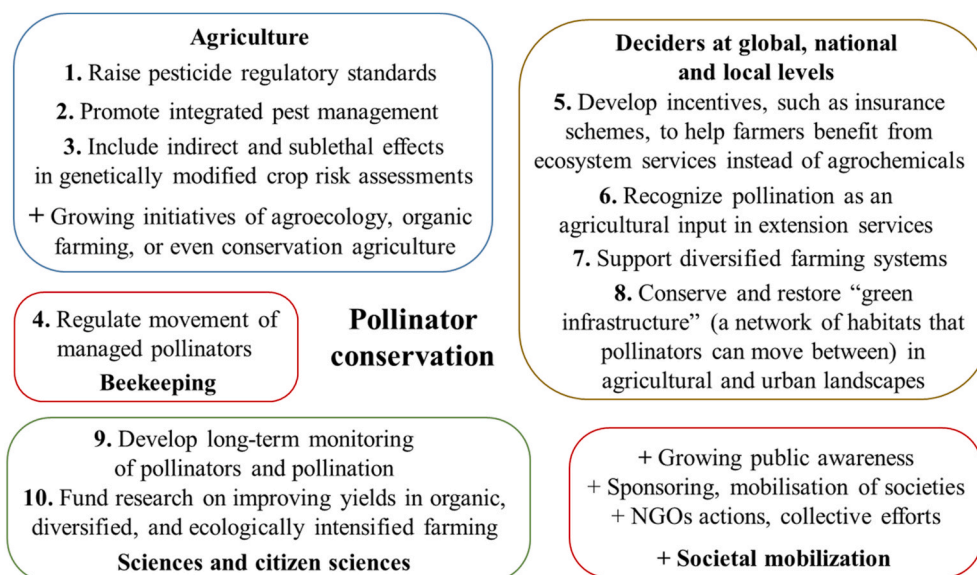 Agriculture
1. Raise pesticide regulatory standards
2. Promote integrated pest management
3. Include indirect and sublethal effects
in genetically modified crop risk assessments
+ Growing initiatives of agroecology, organic
farming, or even conservation agriculture
Deciders at global, national
and local levels
5. Develop incentives, such as insurance
schemes, to help farmers benefit from
ecosystem services instead of agrochemicals
6. Recognize pollination as an
agricultural input in extension services
7. Support diversified farming systems
8. Conserve and restore “green
infrastructure” (a network of habitats that
pollinators can move between) in
agricultural and urban landscapes
4. Regulate movement of
managed pollinators
Beekeeping
Pollinator
conservation
9. Develop long-term monitoring
of pollinators and pollination
10. Fund research on improving yields in organic,
diversified, and ecologically intensified farming
Sciences and citizen sciences
+ Growing public awareness
+ Sponsoring, mobilisation of societies
+ NGOs actions, collective efforts
+ Societal mobilization